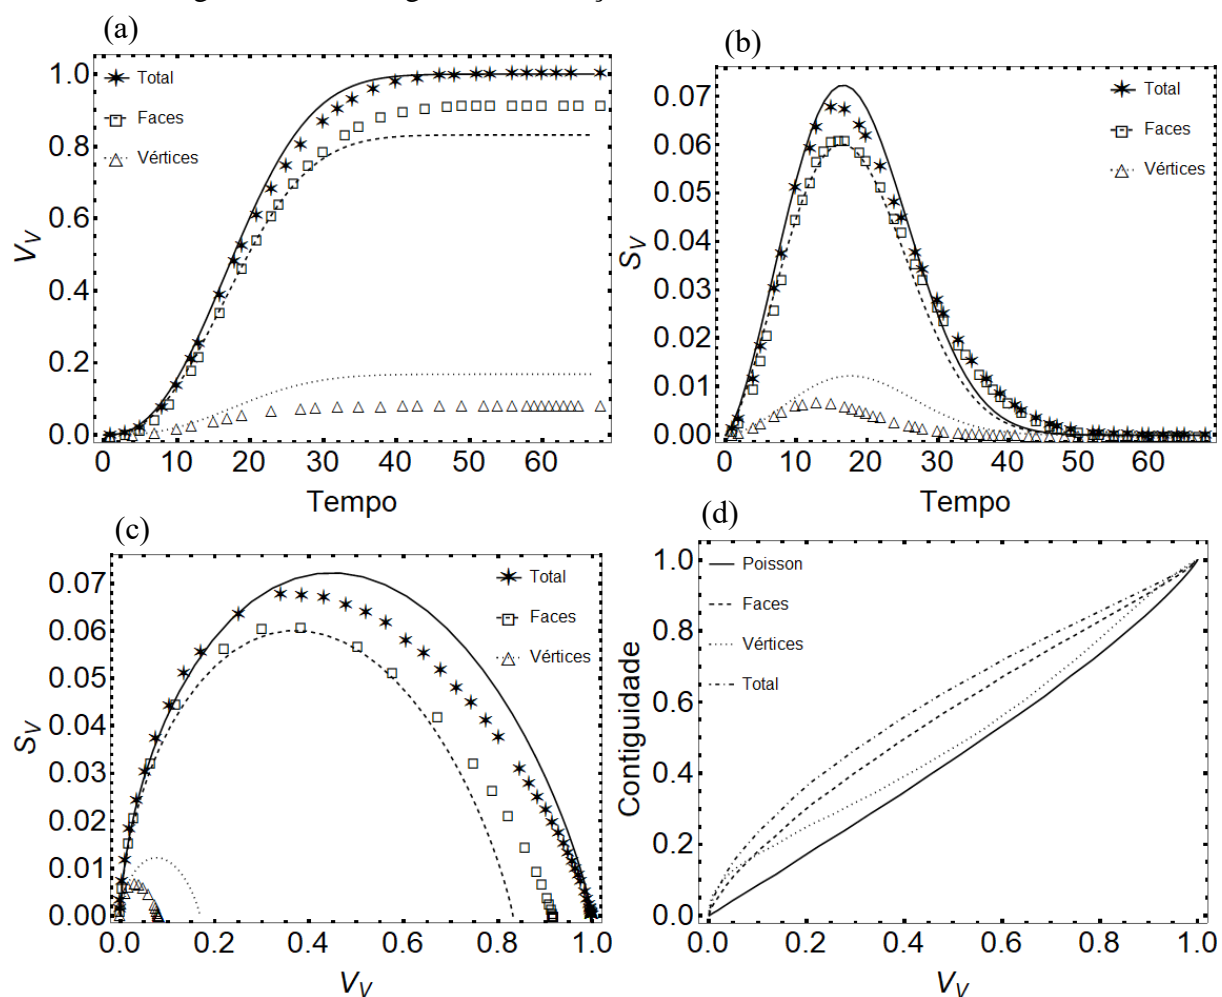 (a)
1.0
0.8
0.6
0.4
0.2
0.0
V_V
Total
Faces
Vértices
0 10 20 30 40 50 60
Tempo
(b)
0.07
0.06
0.05
0.04
0.03
0.02
0.01
0.00
S_V
Total
Faces
Vértices
0 10 20 30 40 50 60
Tempo
(c)
0.07
0.06
0.05
0.04
0.03
0.02
0.01
0.00
S_V
Total
Faces
Vértices
0.0 0.2 0.4 0.6 0.8 1.0
V_V
(d)
1.0
0.8
0.6
0.4
0.2
0.0
Contiguidade
Poisson
Faces
Vértices
Total
0.0 0.2 0.4 0.6 0.8 1.0
V_V